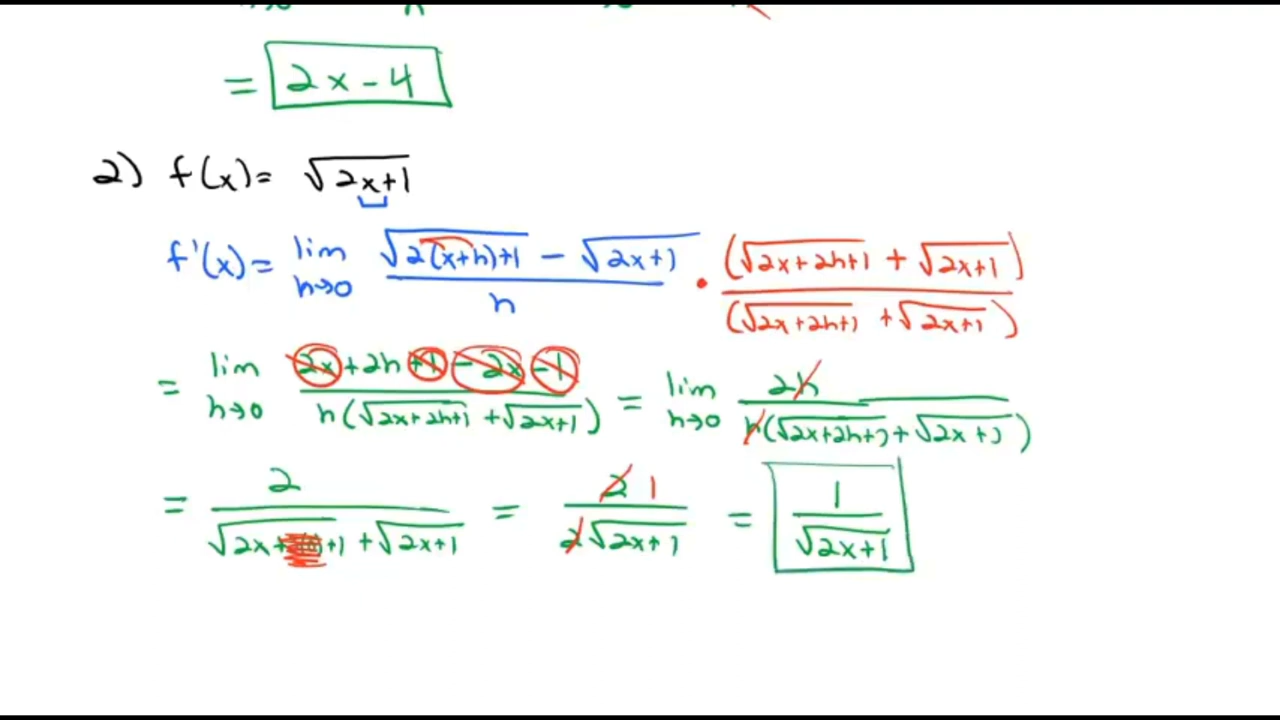 = 2x - 4
2) f(x) = √(2x+1)
f'(x) = lim h→0 (√(2(x+h)+1) - √(2x+1)) / h · (√(2x+2h+1) + √(2x+1)) / (√(2x+2h+1) + √(2x+1))
= lim h→0 (2x+2h+1-2x-1) / (h(√(2x+2h+1) + √(2x+1))) = lim h→0 2h / (h(√(2x+2h+1) + √(2x+1)))
= 2 / (√(2x+1) + √(2x+1)) = 2 1 / (2√(2x+1)) = 1 / √(2x+1)